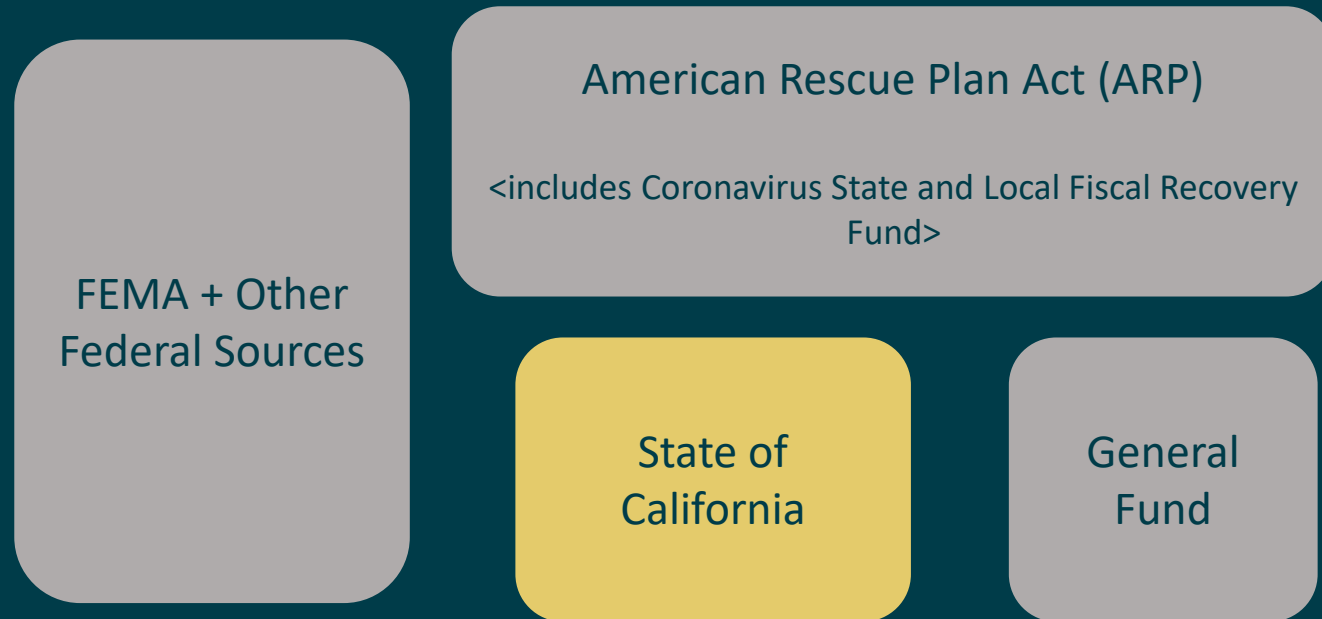 American Rescue Plan Act (ARP)
<includes Coronavirus State and Local Fiscal Recovery
Fund>
FEMA + Other
Federal Sources
State of
California
General
Fund